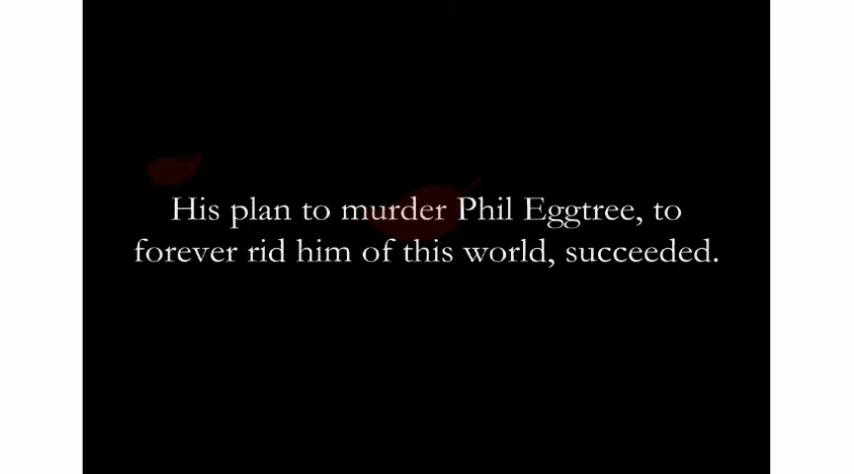 His plan to murder Phil Eggtree, to
forever rid him of this world, succeeded.